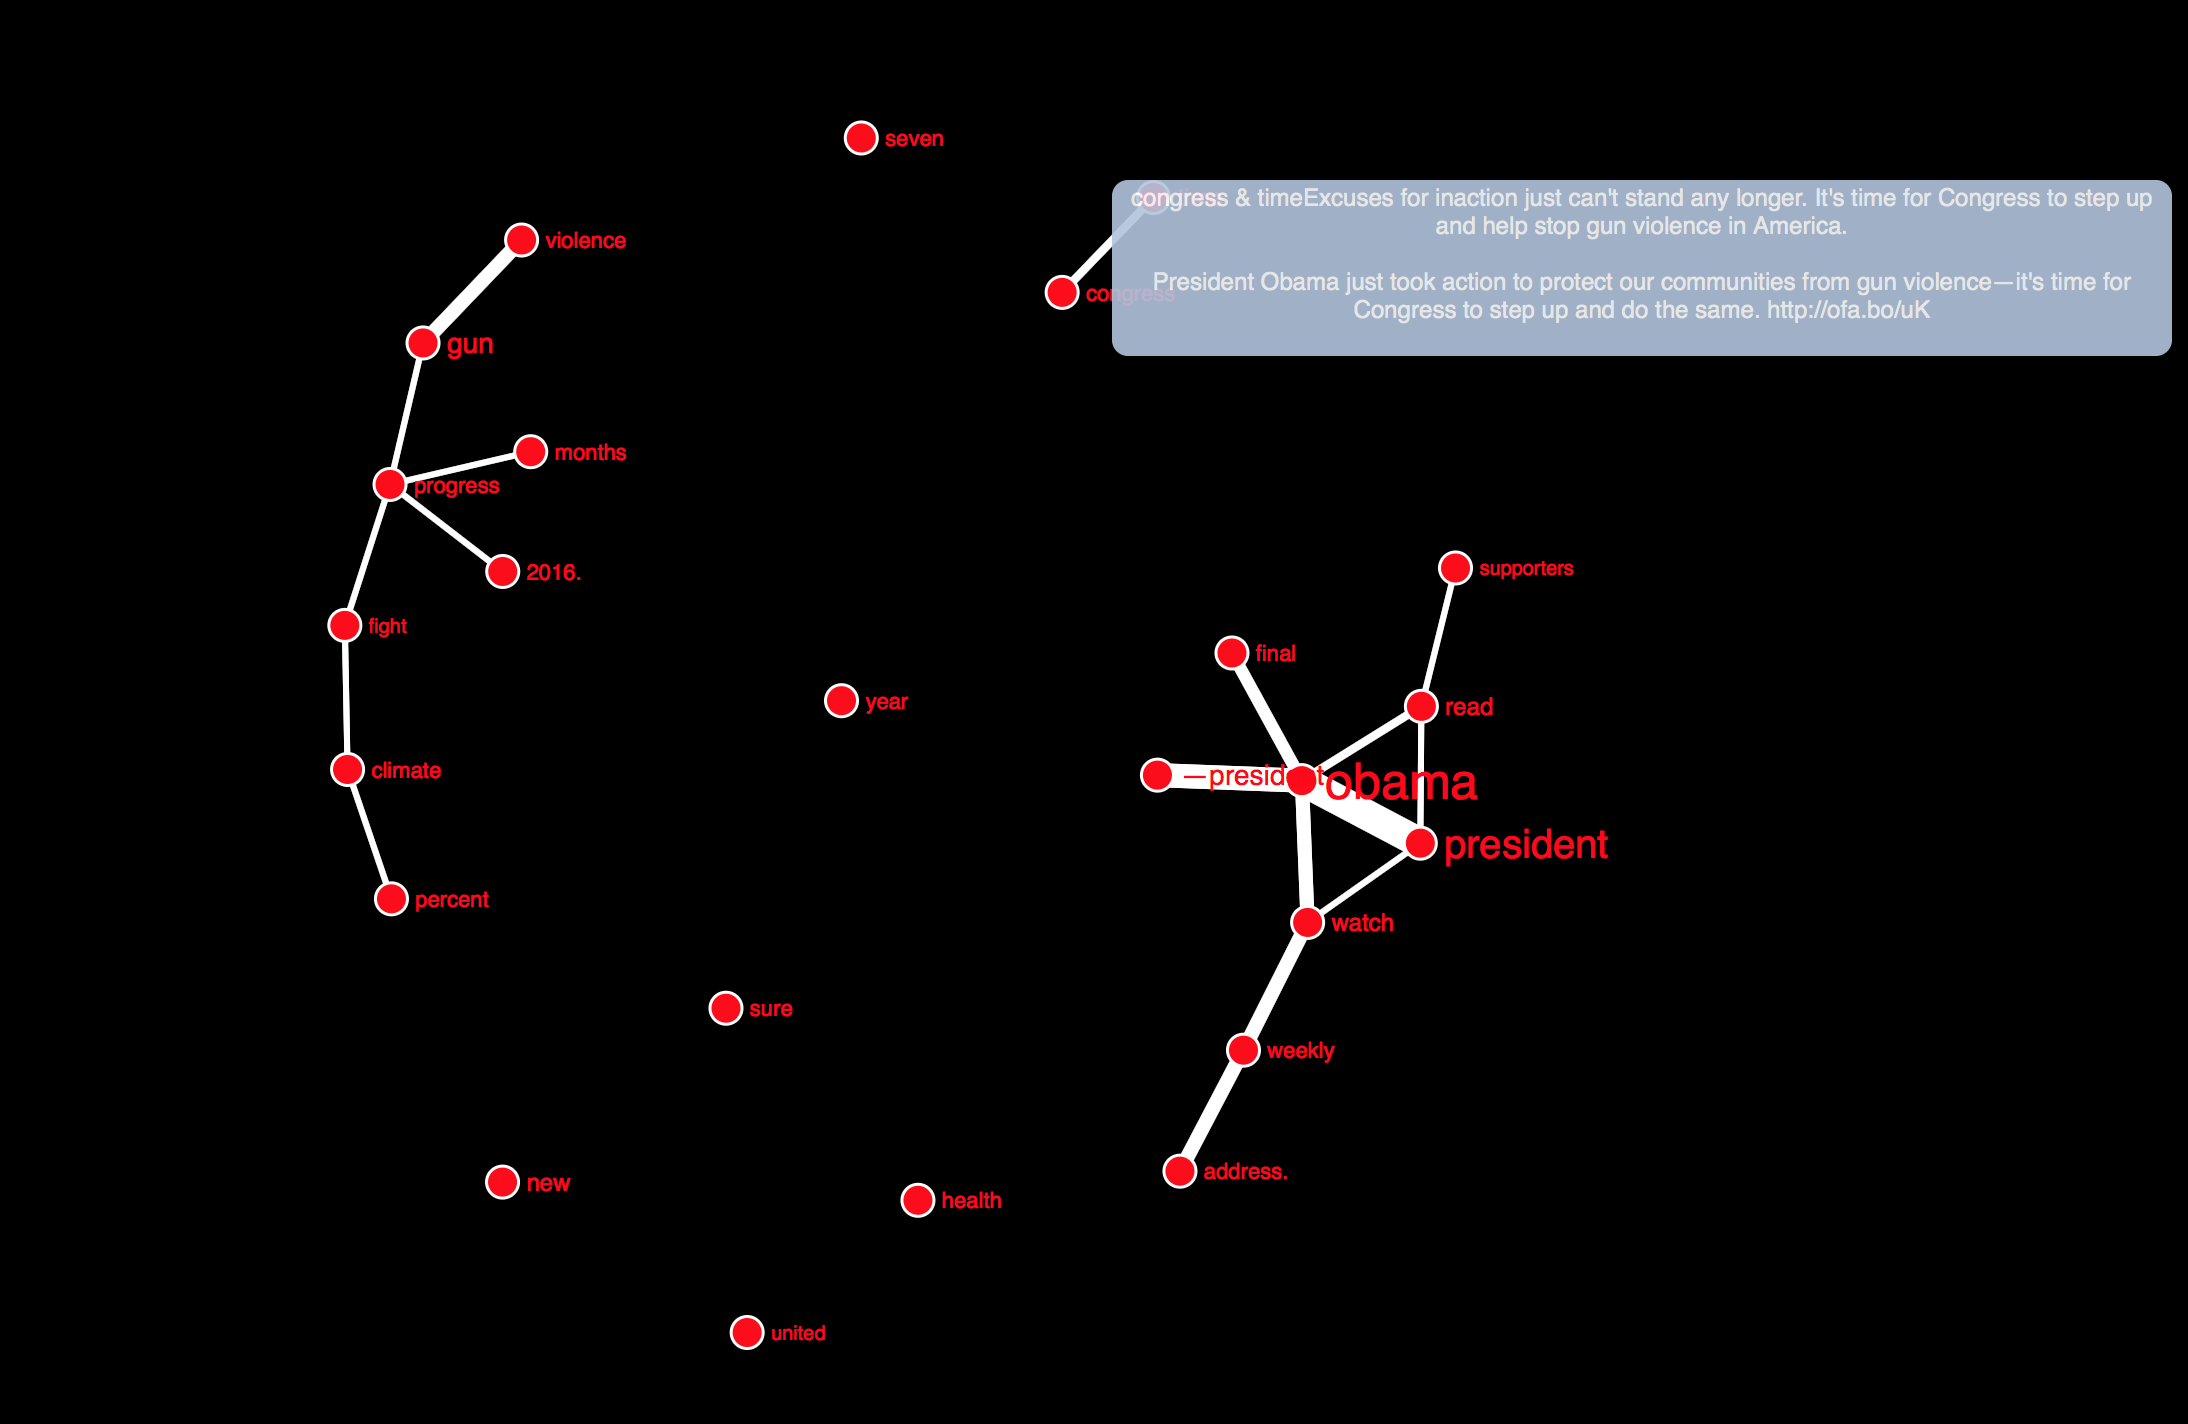 seven
congress & timeExcuses for inaction just can't stand any longer. It's time for Congress to step up
and help stop gun violence in America.
violence
President Obama just took action to protect our communities from gun violence—it's time for
congress
Congress to step up and do the same. http://ofa.bo/uK
gun
months
progress
2016.
supporters
fight
final
year
read
climate
—president
obama
president
percent
watch
sure
weekly
address.
new
health
united